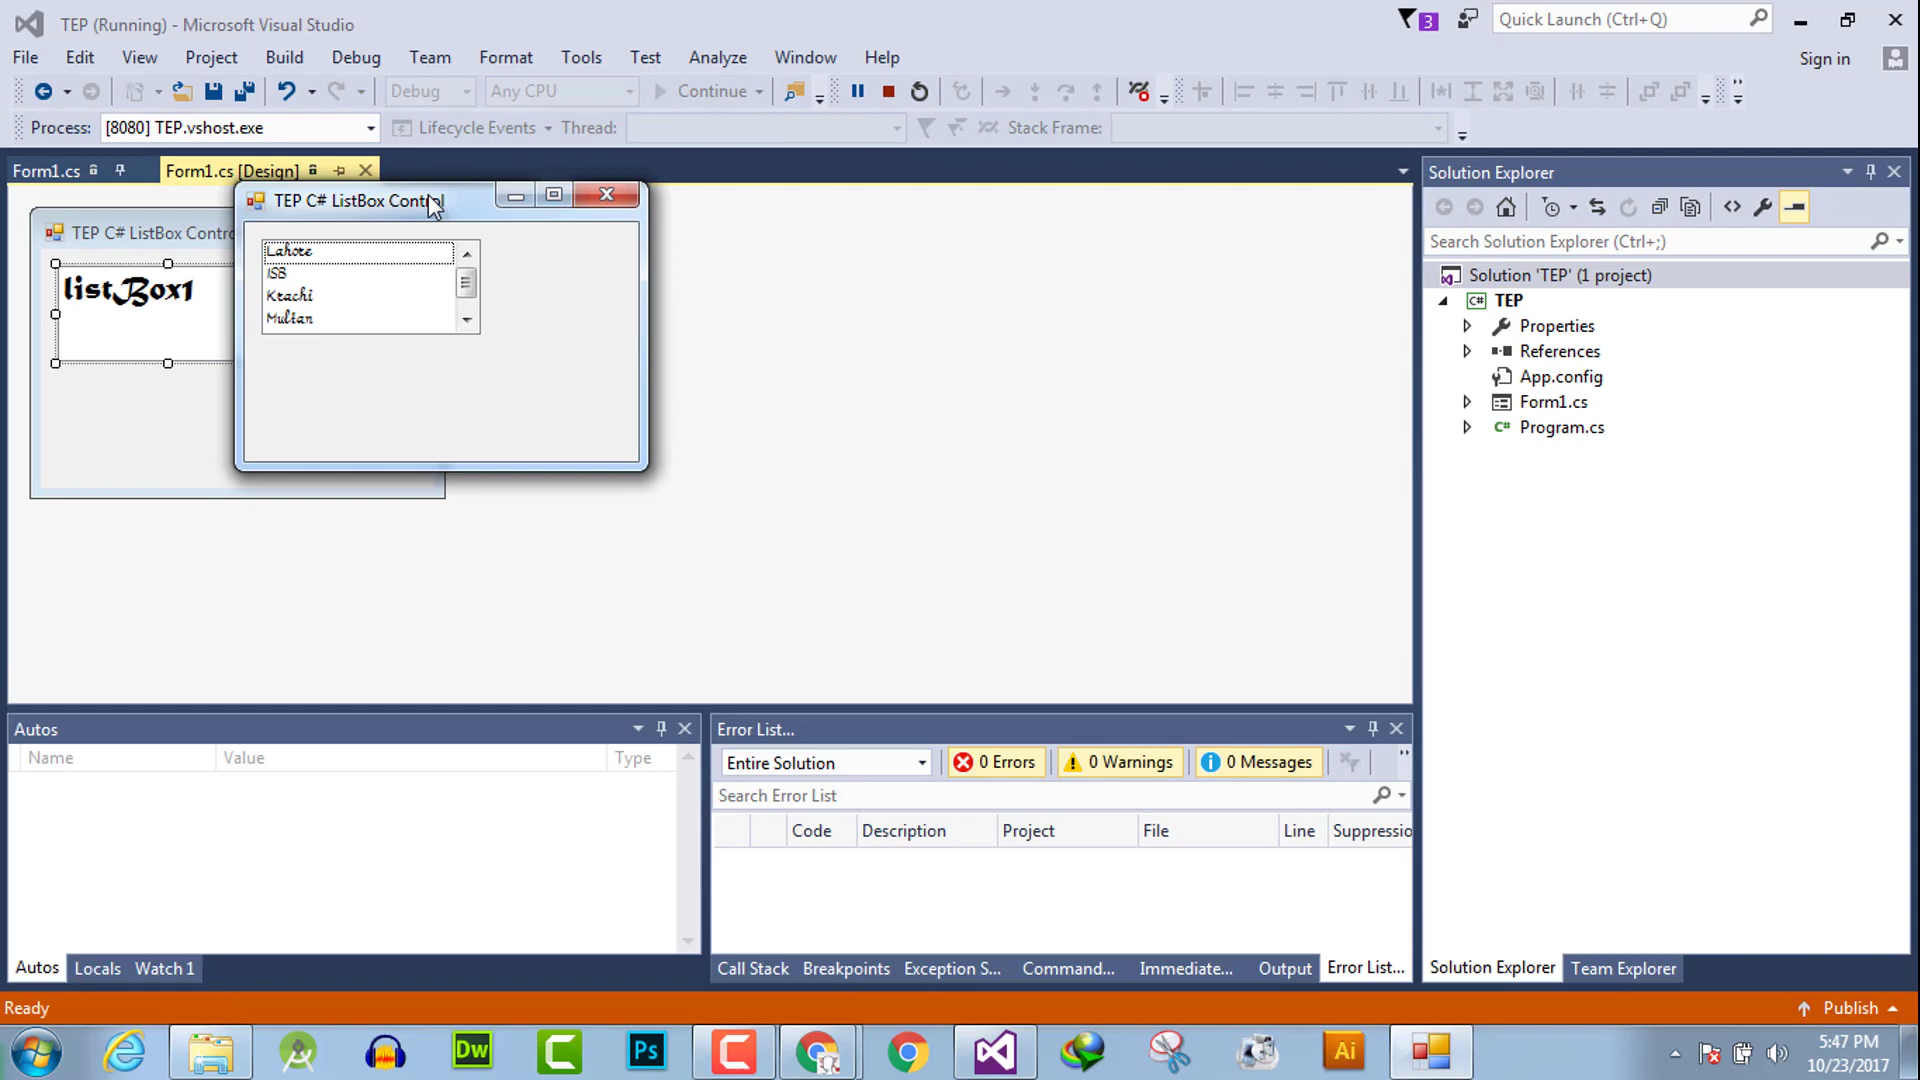 TEP (Running) - Microsoft Visual Studio
3
Quick Launch (Ctrl+Q)
File Edit View Project Build Debug Team Format Tools Test Analyze Window Help
Sign in
Debug Any CPU Continue
Process: [8080] TEP.vshost.exe Lifecycle Events Thread: Stack Frame:
Form1.cs Form1.cs [Design]
TEP C# ListBox Control
Lahore
ISB
Krachi
Multan
TEP C# ListBox Contro
listBox1
Solution Explorer
Search Solution Explorer (Ctrl+;)
Solution 'TEP' (1 project)
C# TEP
Properties
References
App.config
Form1.cs
C# Program.cs
Autos
Name Value Type
Autos Locals Watch 1
Error List...
Entire Solution 0 Errors 0 Warnings 0 Messages
Search Error List
Code Description Project File Line Suppressio
Call Stack Breakpoints Exception S... Command... Immediate... Output Error List...
Solution Explorer Team Explorer
Ready
Publish
Dw
Ps
Ai
5:47 PM
10/23/2017